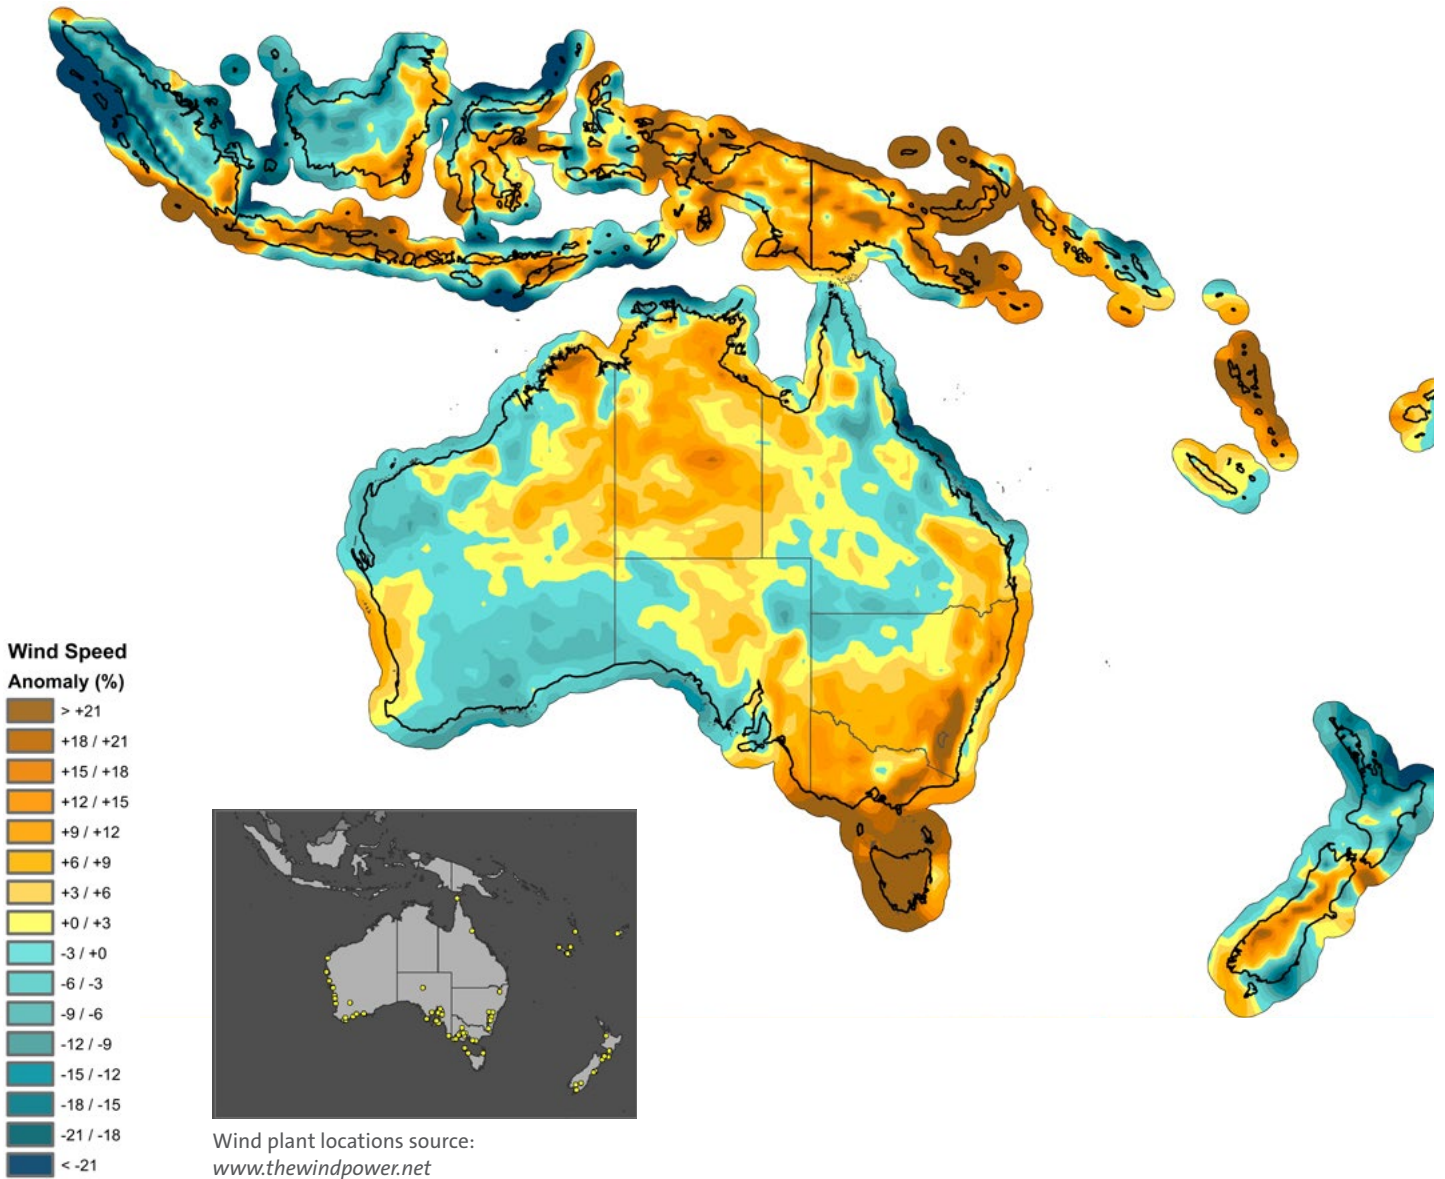 Wind Speed
Anomaly (%)
> +21
+18 / +21
+15 / +18
+12 / +15
+9 / +12
+6 / +9
+3 / +6
+0 / +3
-3 / +0
-6 / -3
-9 / -6
-12 / -9
-15 / -12
-18 / -15
-21 / -18
< -21
Wind plant locations source:
www.thewindpower.net